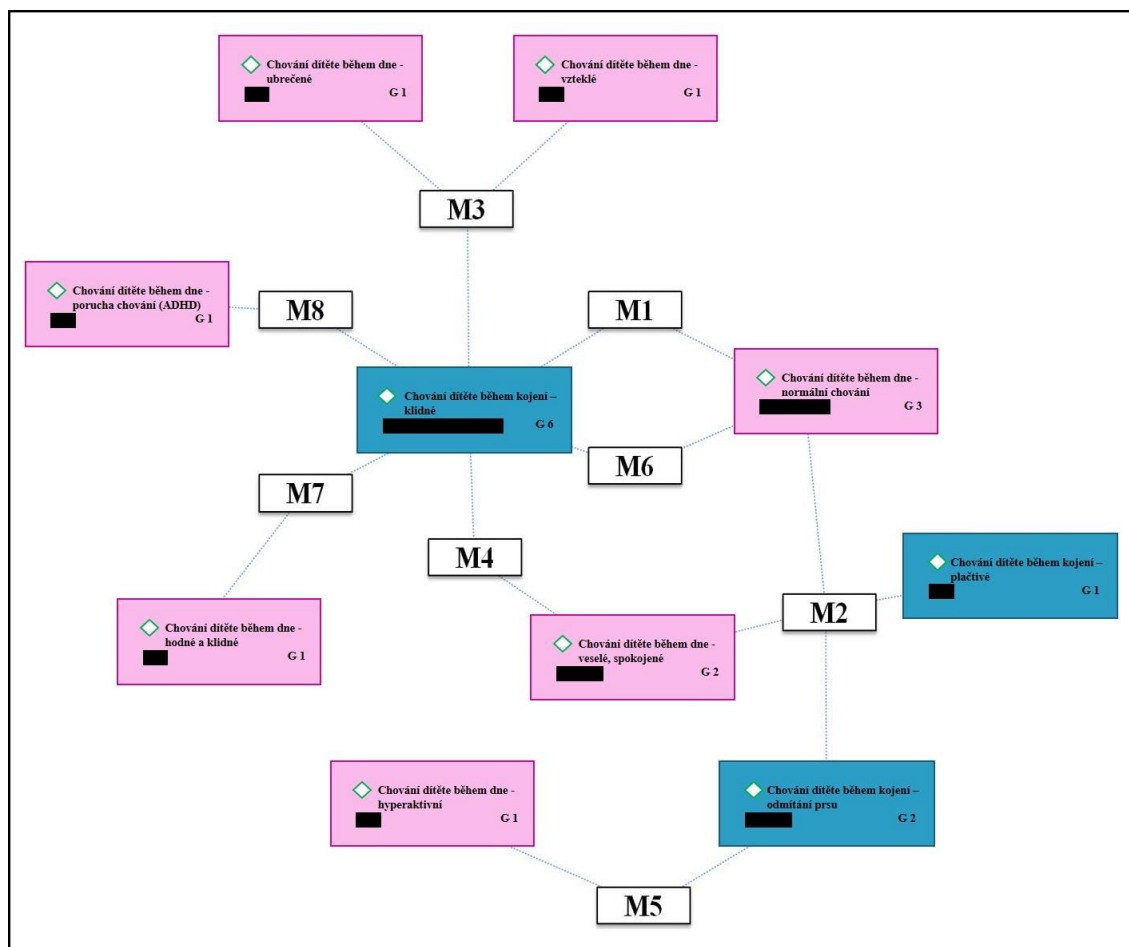 Chování dítěte během dne -
ubrečené
G 1
Chování dítěte během dne -
vzteklé
G 1
M3
Chování dítěte během dne -
porucha chování (ADHD)
G 1
M8
M1
Chování dítěte během kojení –
klidné
G 6
Chování dítěte během dne -
normální chování
G 3
M6
M7
M4
Chování dítěte během kojení –
plačtivé
G 1
M2
Chování dítěte během dne -
hodné a klidné
G 1
Chování dítěte během dne -
veselé, spokojené
G 2
Chování dítěte během dne -
hyperaktivní
G 1
Chování dítěte během kojení –
odmítání prsu
G 2
M5